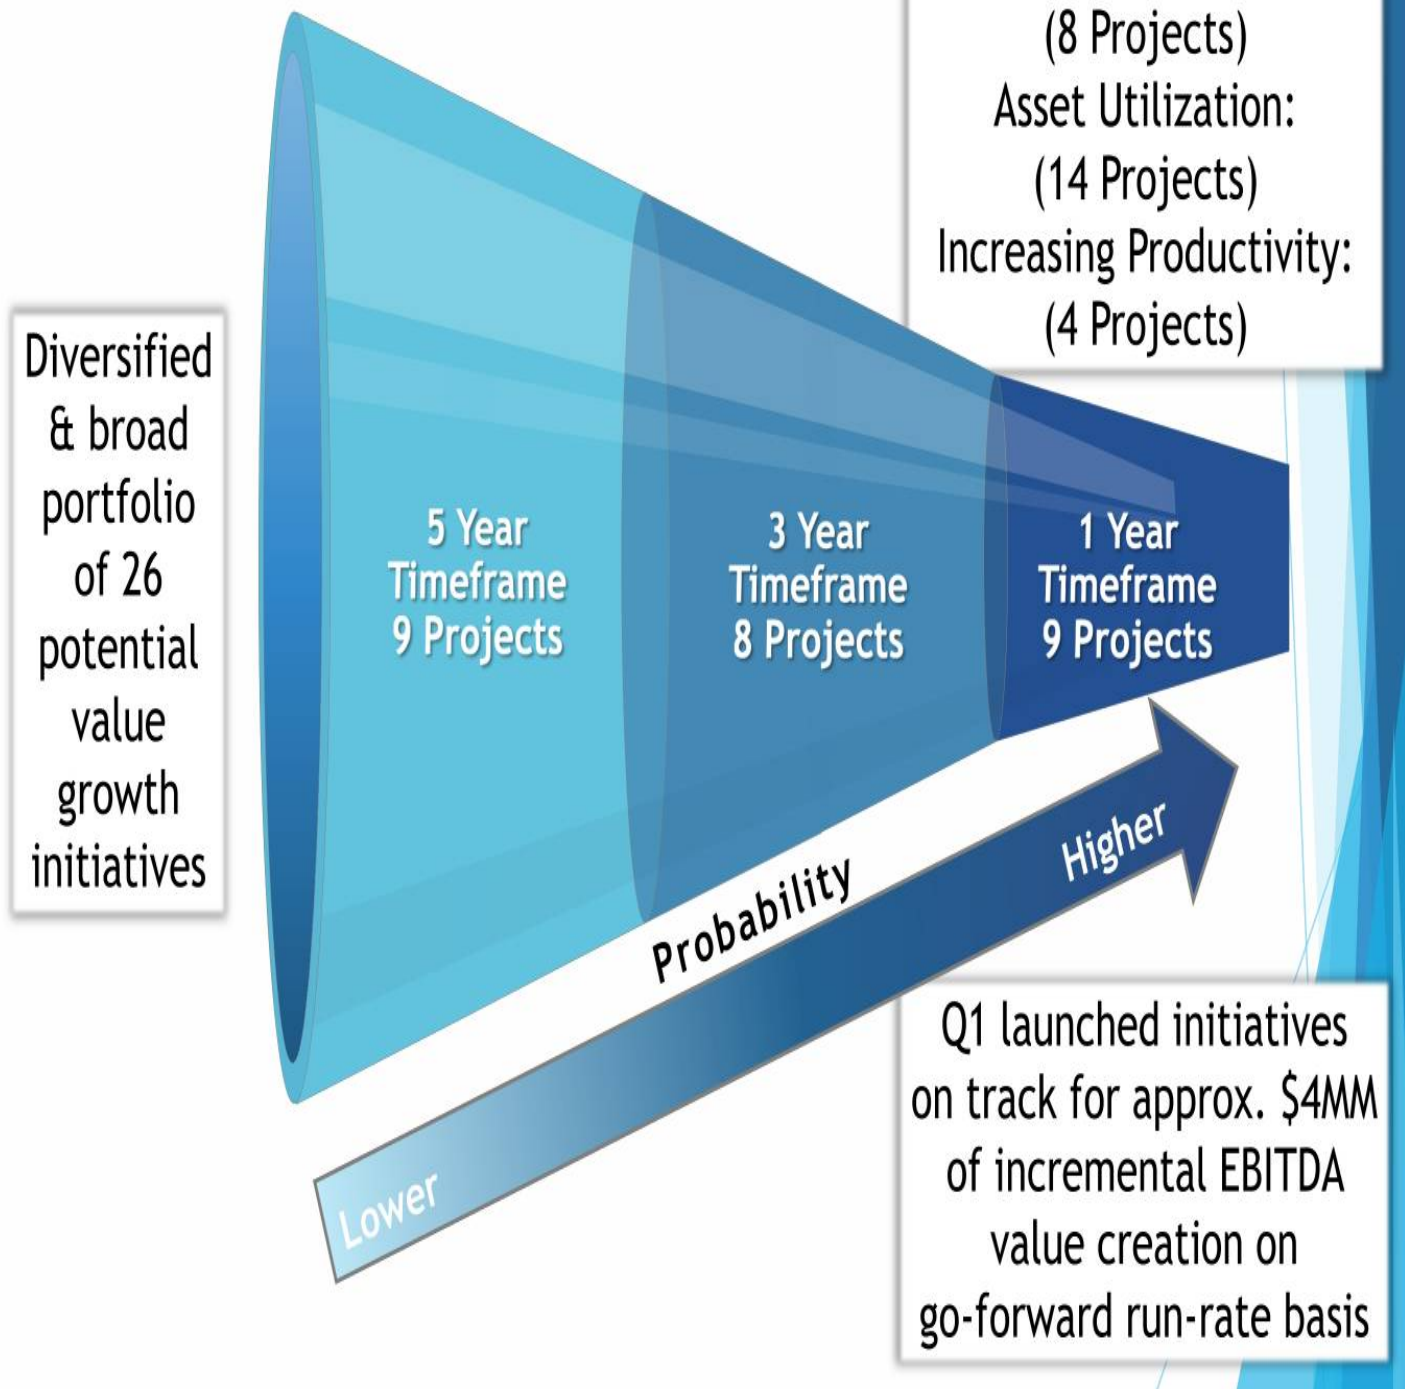 (8 Projects)
Asset Utilization:
(14 Projects)
Increasing Productivity:
(4 Projects)
Diversified
& broad
portfolio
of 26
potential
value
growth
initiatives
5 Year
Timeframe
9 Projects
3 Year
Timeframe
8 Projects
1 Year
Timeframe
9 Projects
Probability
Higher
Lower
Q1 launched initiatives
on track for approx. $4MM
of incremental EBITDA
value creation on
go-forward run-rate basis